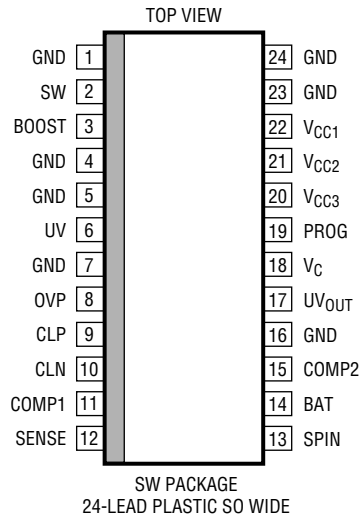 TOP VIEW
GND 1
SW 2
BOOST 3
GND 4
GND 5
UV 6
GND 7
OVP 8
CLP 9
CLN 10
COMP1 11
SENSE 12
24 GND
23 GND
22 VCC1
21 VCC2
20 VCC3
19 PROG
18 VC
17 UVOUT
16 GND
15 COMP2
14 BAT
13 SPIN
SW PACKAGE
24-LEAD PLASTIC SO WIDE